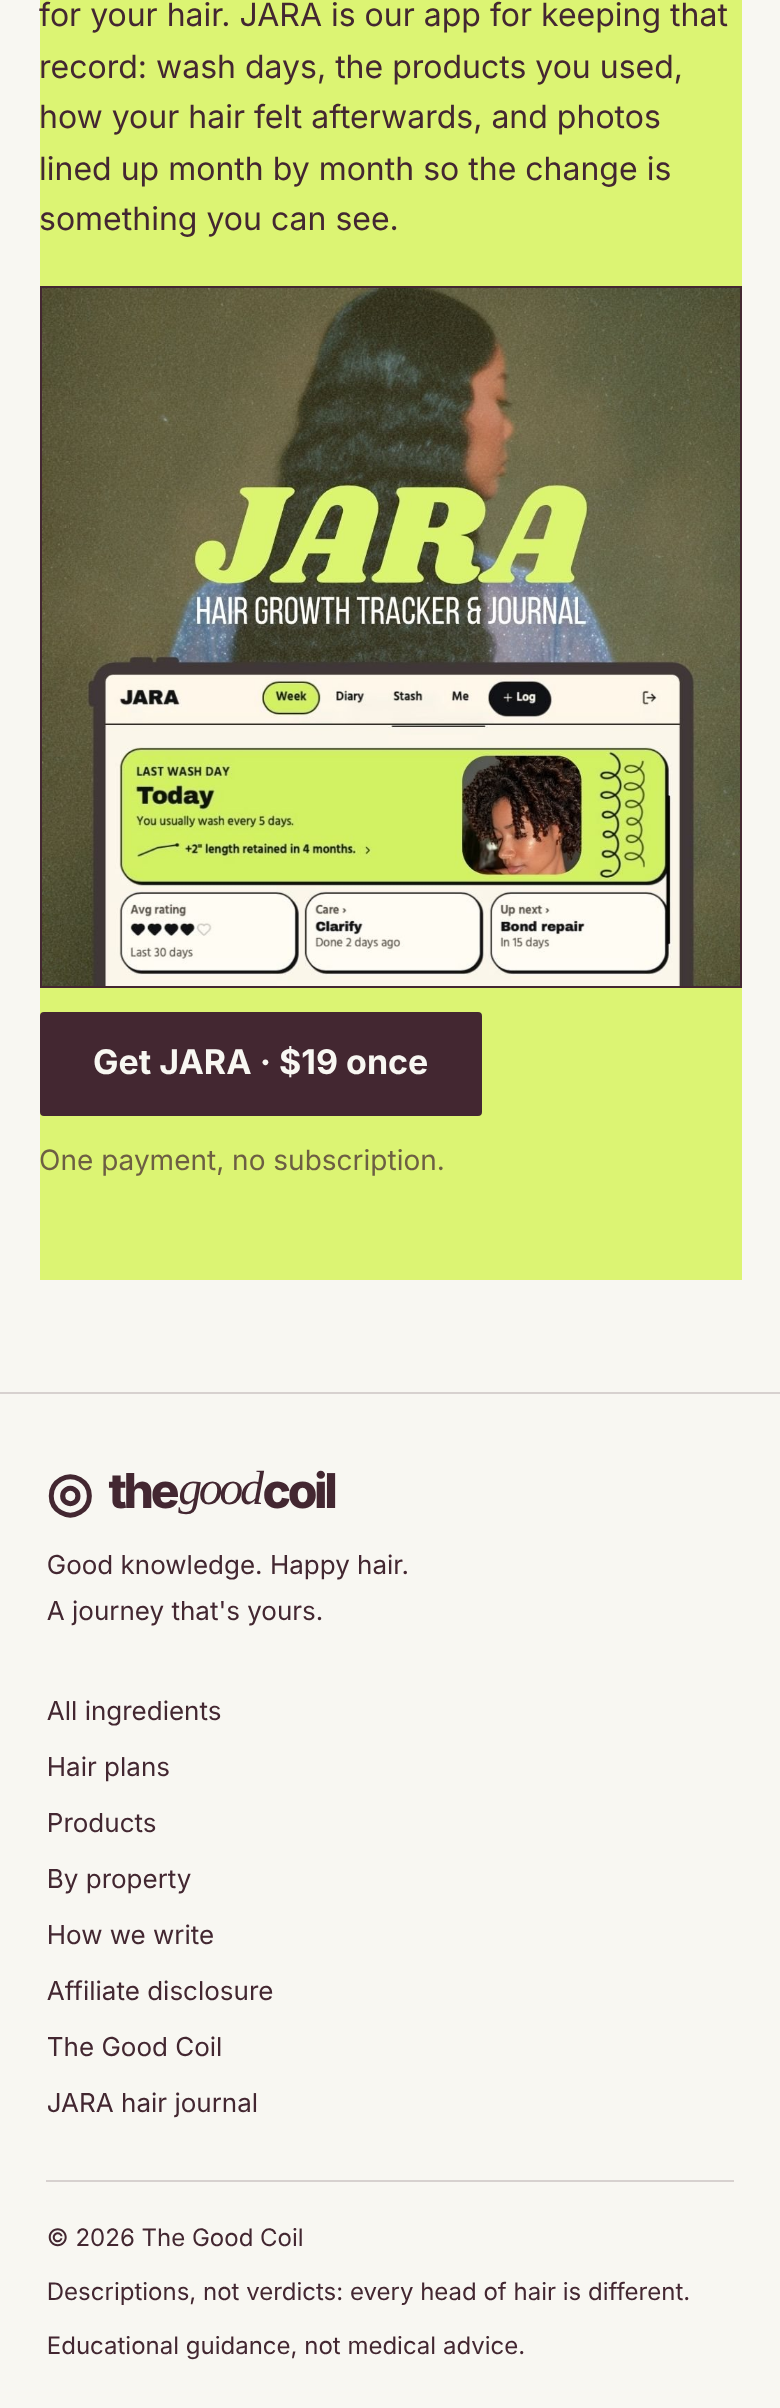 for your hair. JARA is our app for keeping that
record: wash days, the products you used,
how your hair felt afterwards, and photos
lined up month by month so the change is
something you can see.
JARA
HAIR GROWTH TRACKER & JOURNAL
JARA Week Diary Stash Me + Log
LAST WASH DAY
Today
You usually wash every 5 days.
+2" length retained in 4 months. ›
Avg rating
Last 30 days
Care ›
Clarify
Done 2 days ago
Up next ›
Bond repair
In 15 days
Get JARA · $19 once
One payment, no subscription.
thegoodcoil
Good knowledge. Happy hair.
A journey that's yours.
All ingredients
Hair plans
Products
By property
How we write
Affiliate disclosure
The Good Coil
JARA hair journal
© 2026 The Good Coil
Descriptions, not verdicts: every head of hair is different.
Educational guidance, not medical advice.